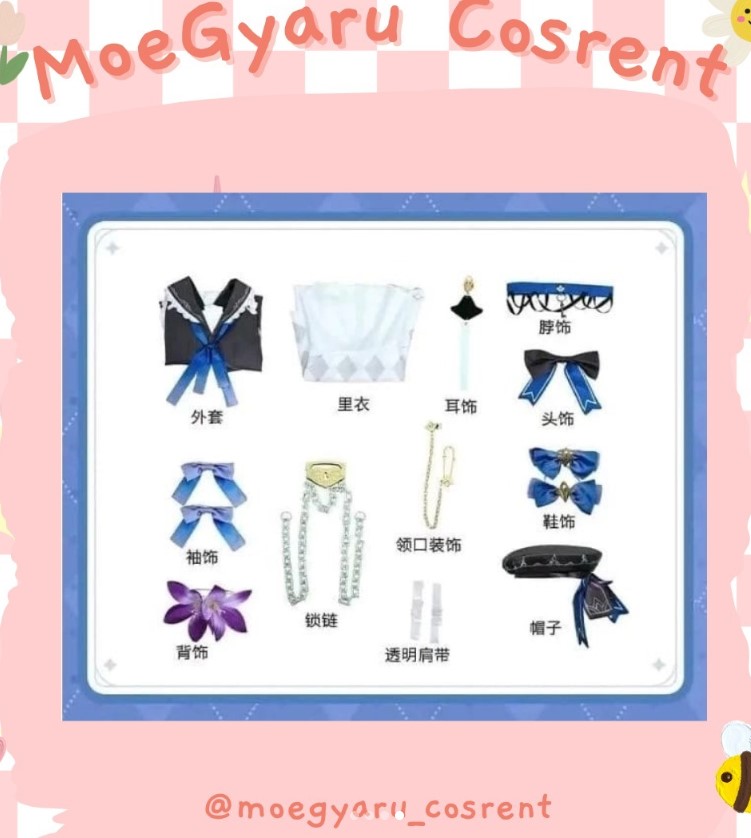 MoeGyaru Cosrent
外套
里衣
耳饰
脖饰
头饰
袖饰
锁链
领口装饰
鞋饰
背饰
透明肩带
帽子
@moegyaru_cosrent